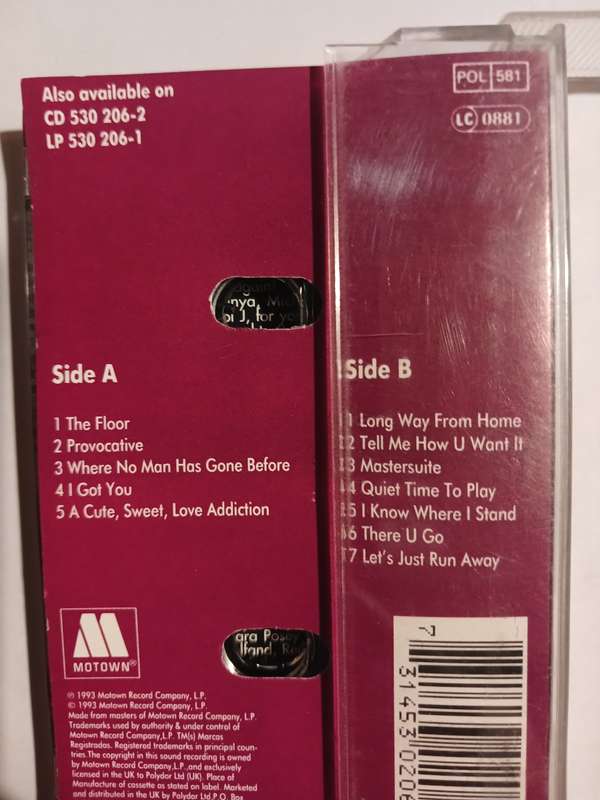 Also available on
CD 530 206-2
LP 530 206-1
POL 581
LC 0881
Side A
1 The Floor
2 Provocative
3 Where No Man Has Gone Before
4 I Got You
5 A Cute, Sweet, Love Addiction
Side B
1 Long Way From Home
2 Tell Me How U Want It
3 Mastersuite
4 Quiet Time To Play
5 I Know Where I Stand
6 There U Go
7 Let's Just Run Away
J, for
ara Posey
M
MOTOWN®
℗ 1993 Motown Record Company, L.P.
© 1993 Motown Record Company, L.P.
Made from masters of Motown Record Company, L.P.
Trademarks used by authority & under control of
Motown Record Company,L.P. TM(s) Marcas
Registradas. Registered trademarks in principal coun-
tries The copyright in this sound recording is owned
by Motown Record Company,L.P.and exclusively
licensed in the UK to Polydor Ltd (UK). Place of
Manufacture of cassette as stated on label. Marketed
and distributed in the UK by Polydor Ltd.P.O. Box
7 31453 0206